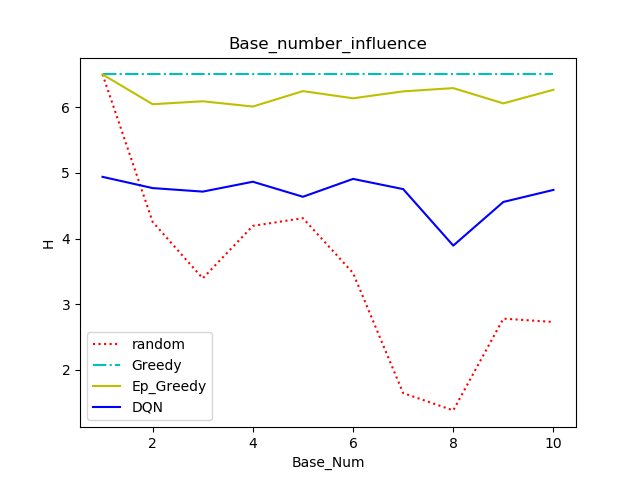 Base_number_influence
H
6
5
4
3
2
random
Greedy
Ep_Greedy
DQN
2 4 6 8 10
Base_Num